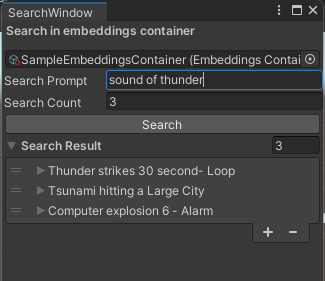 SearchWindow
Search in embeddings container
SampleEmbeddingsContainer (Embeddings Contai
Search Prompt sound of thunder
Search Count 3
Search
Search Result 3
Thunder strikes 30 second- Loop
Tsunami hitting a Large City
Computer explosion 6 - Alarm